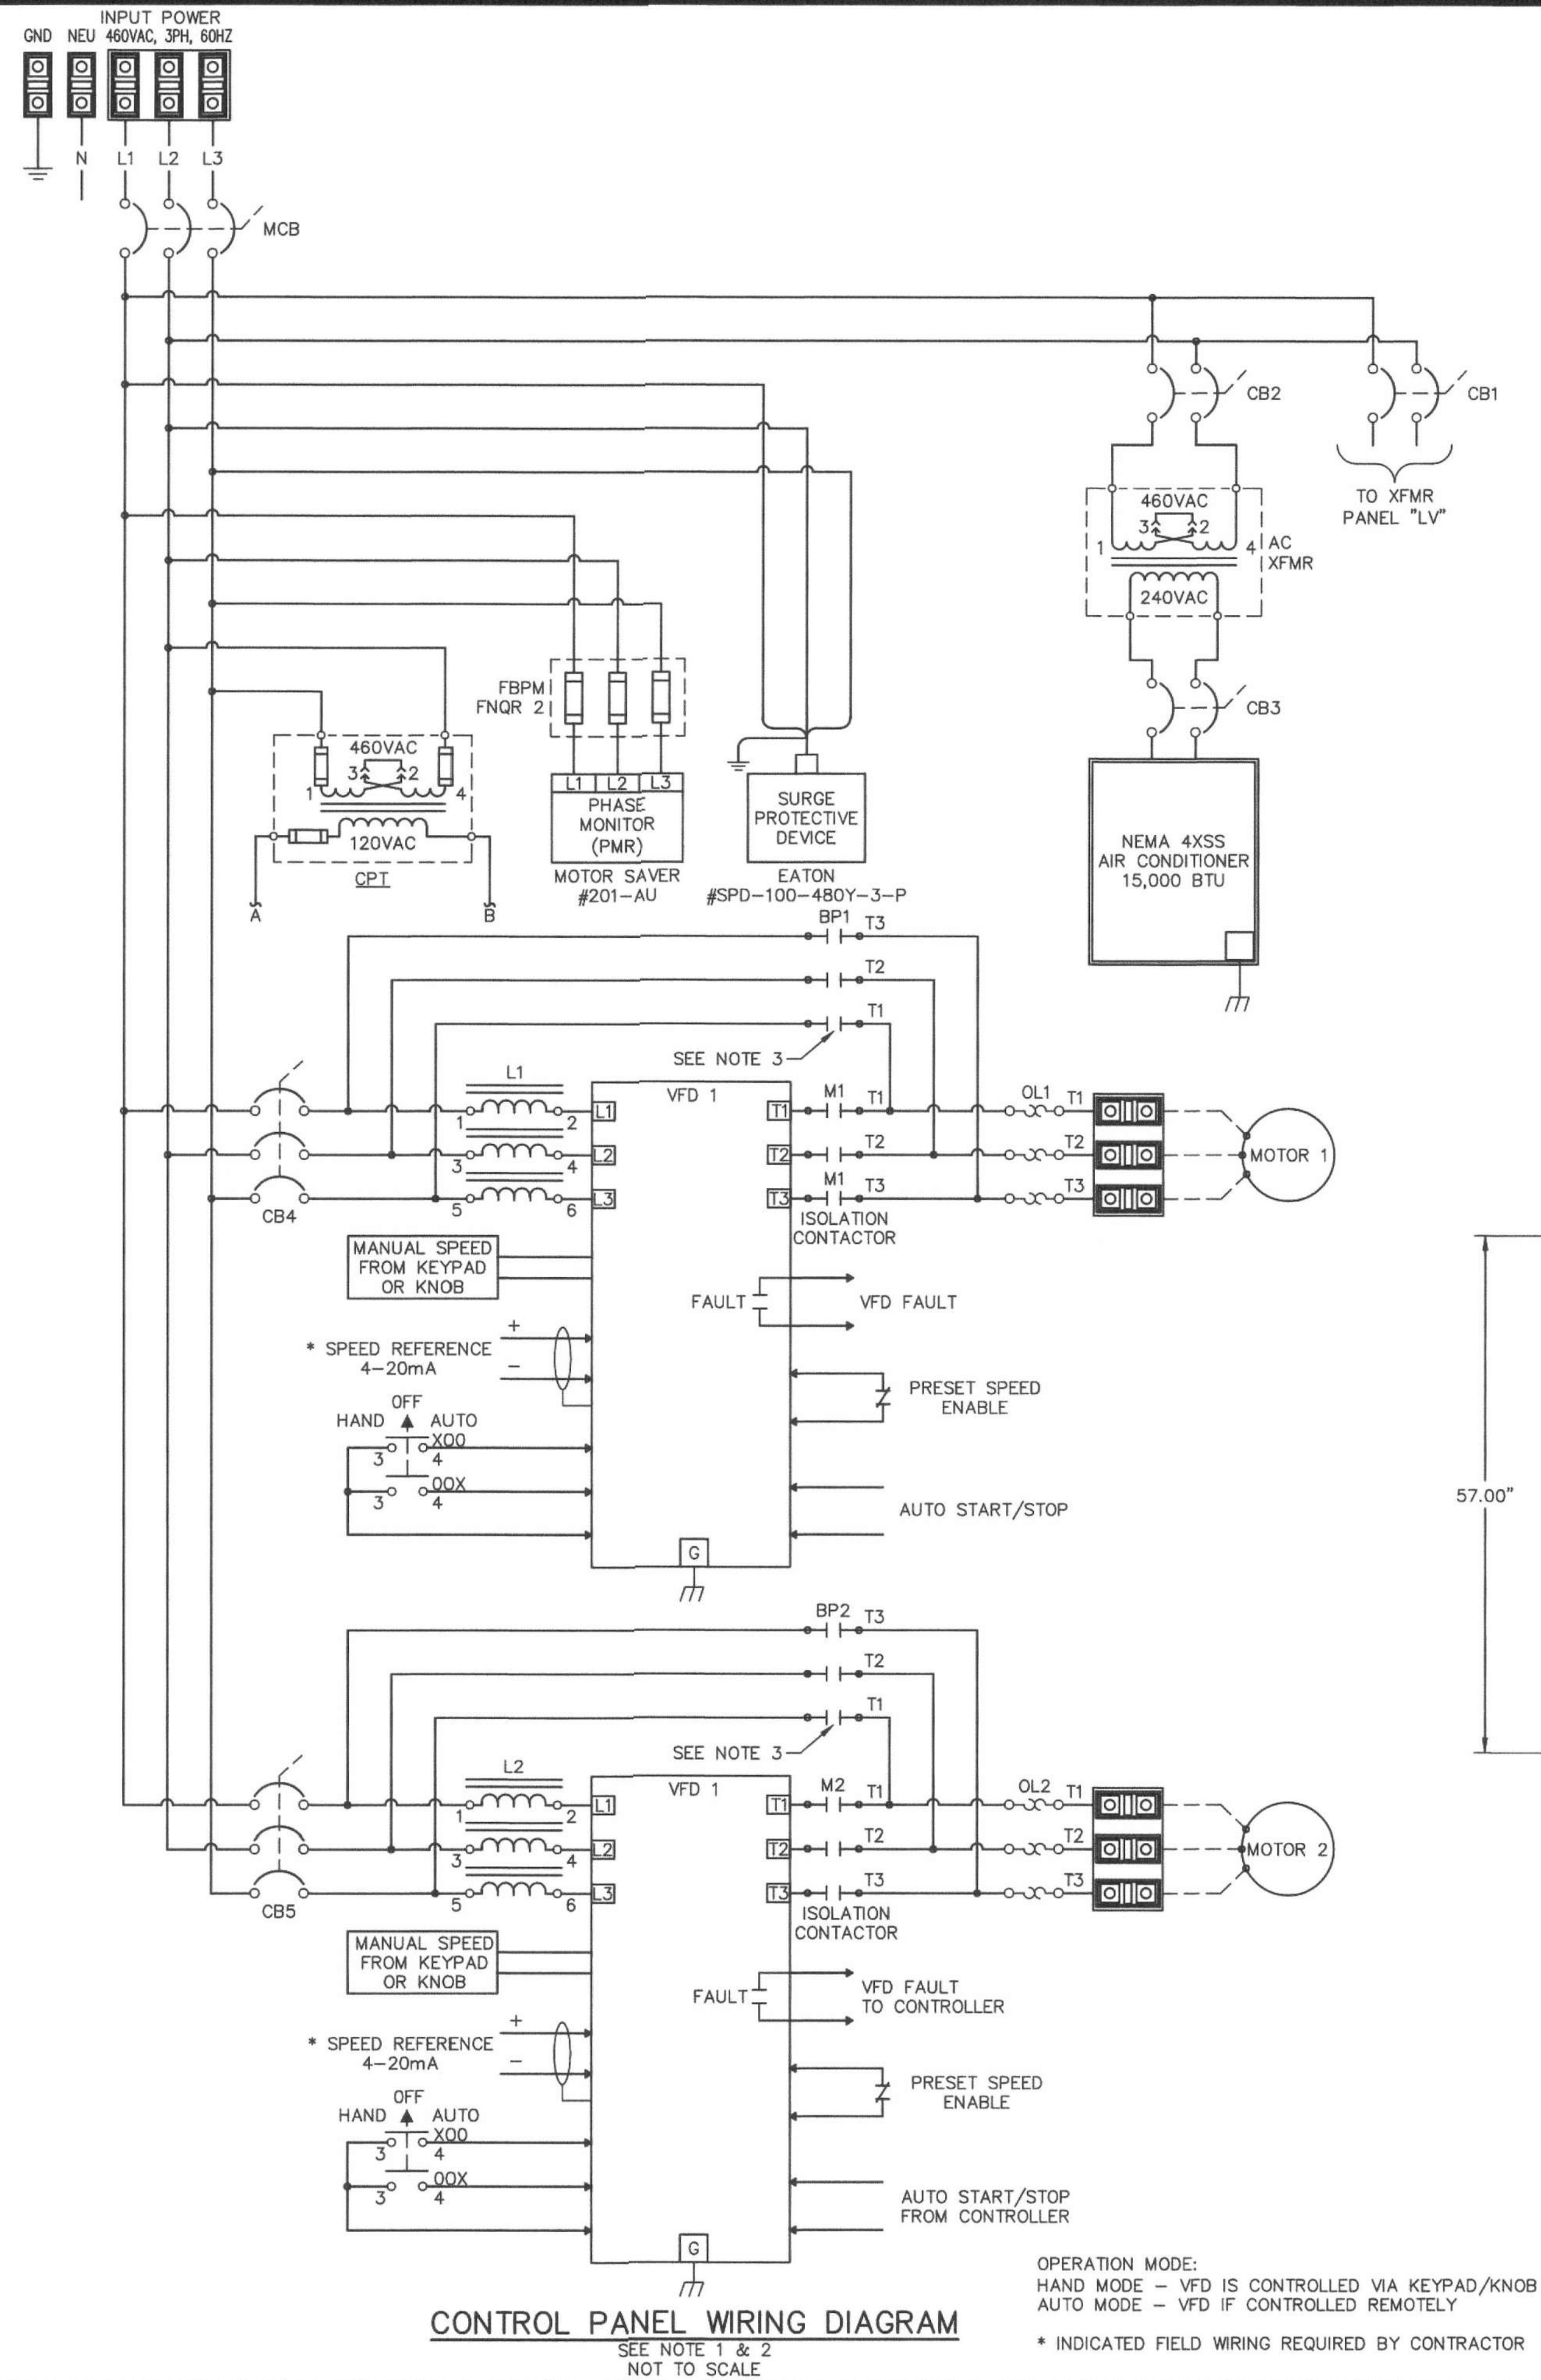 INPUT POWER
GND NEU 460VAC, 3PH, 60HZ
N L1 L2 L3
MCB
CB2
CB1
TO XFMR
PANEL "LV"
460VAC
3 2
1 4
AC
XFMR
240VAC
CB3
NEMA 4XSS
AIR CONDITIONER
15,000 BTU
FBPM
FNQR 2
L1 L2 L3
PHASE
MONITOR
(PMR)
MOTOR SAVER
#201-AU
SURGE
PROTECTIVE
DEVICE
EATON
#SPD-100-480Y-3-P
460VAC
3 2
1 4
120VAC
CPT
A B
BP1 T3
T2
T1
SEE NOTE 3
L1
1 2
3 4
5 6
CB4
VFD 1
L1
L2
L3
T1
T2
T3
M1 T1
T2
M1 T3
ISOLATION
CONTACTOR
OL1 T1
T2
T3
MOTOR 1
MANUAL SPEED
FROM KEYPAD
OR KNOB
FAULT
VFD FAULT
* SPEED REFERENCE
4-20mA
+
-
PRESET SPEED
ENABLE
OFF
HAND AUTO
XOO
3 4
OOX
3 4
AUTO START/STOP
G
57.00"
BP2 T3
T2
T1
SEE NOTE 3
L2
1 2
3 4
5 6
CB5
VFD 1
L1
L2
L3
T1
T2
T3
M2 T1
T2
T3
ISOLATION
CONTACTOR
OL2 T1
T2
T3
MOTOR 2
MANUAL SPEED
FROM KEYPAD
OR KNOB
FAULT
VFD FAULT
TO CONTROLLER
* SPEED REFERENCE
4-20mA
+
-
PRESET SPEED
ENABLE
OFF
HAND AUTO
XOO
3 4
OOX
3 4
AUTO START/STOP
FROM CONTROLLER
G
OPERATION MODE:
HAND MODE - VFD IS CONTROLLED VIA KEYPAD/KNOB
AUTO MODE - VFD IF CONTROLLED REMOTELY
* INDICATED FIELD WIRING REQUIRED BY CONTRACTOR
CONTROL PANEL WIRING DIAGRAM
SEE NOTE 1 & 2
NOT TO SCALE